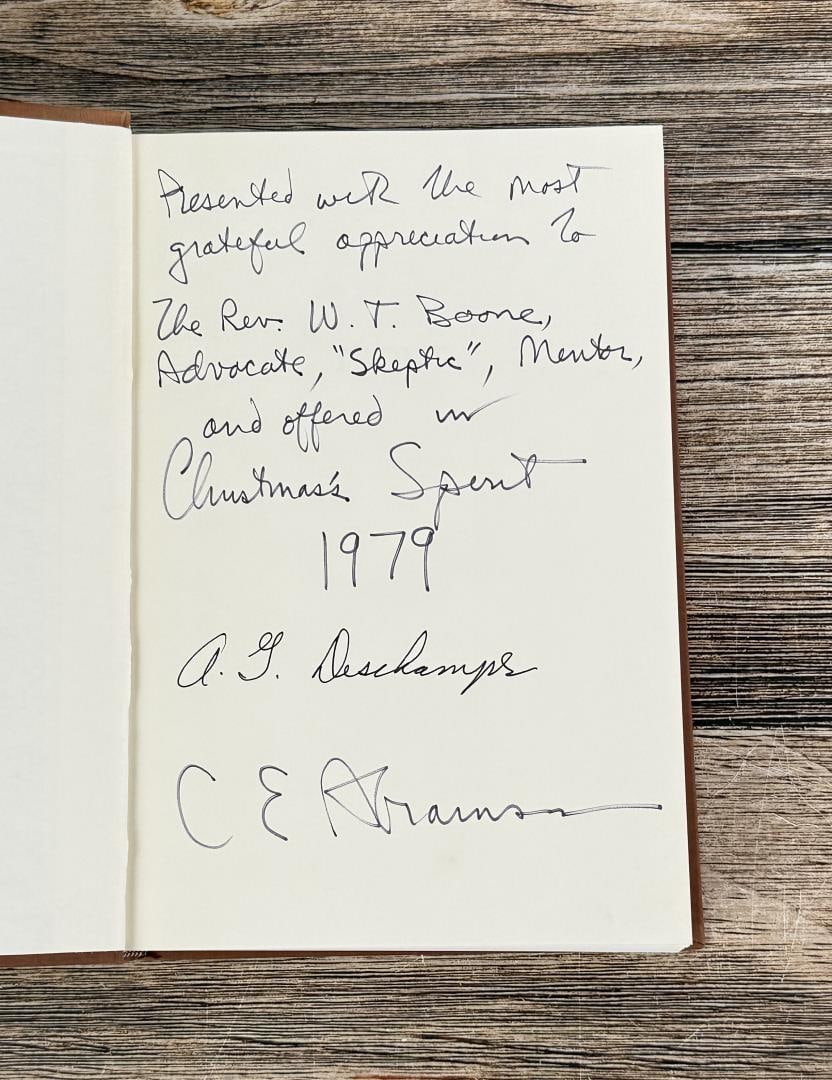 Presented with the most
grateful appreciation to
The Rev. W. T. Boone,
Advocate, "Skeptic", Mentor,
and offered in
Christmas's Spirit
1979
A. G. Deschamps
C E